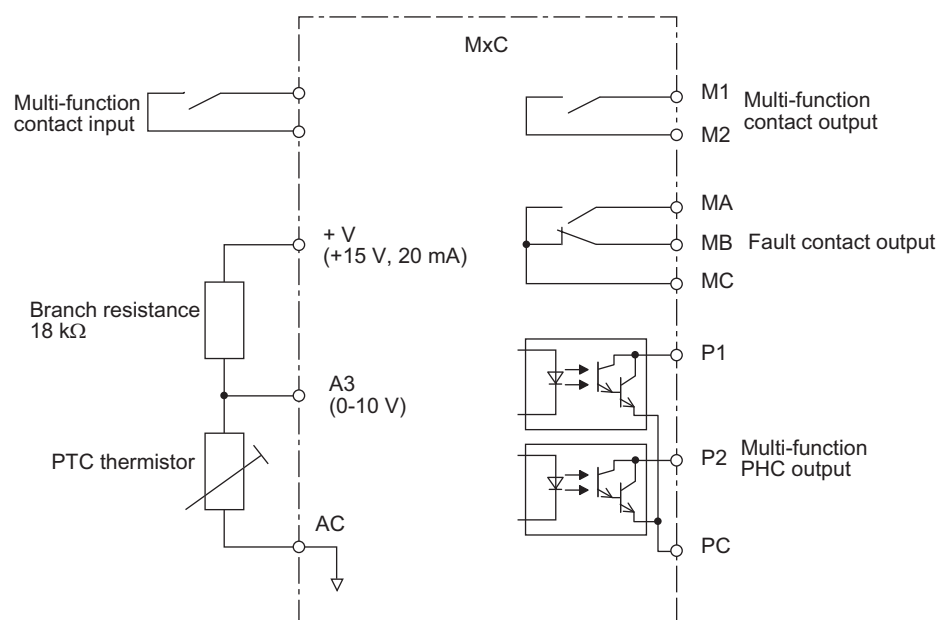 MxC
Multi-function
contact input
M1
Multi-function
contact output
M2
MA
MB
Fault contact output
MC
+ V
(+15 V, 20 mA)
Branch resistance
18 kΩ
A3
(0-10 V)
PTC thermistor
AC
P1
P2
Multi-function
PHC output
PC